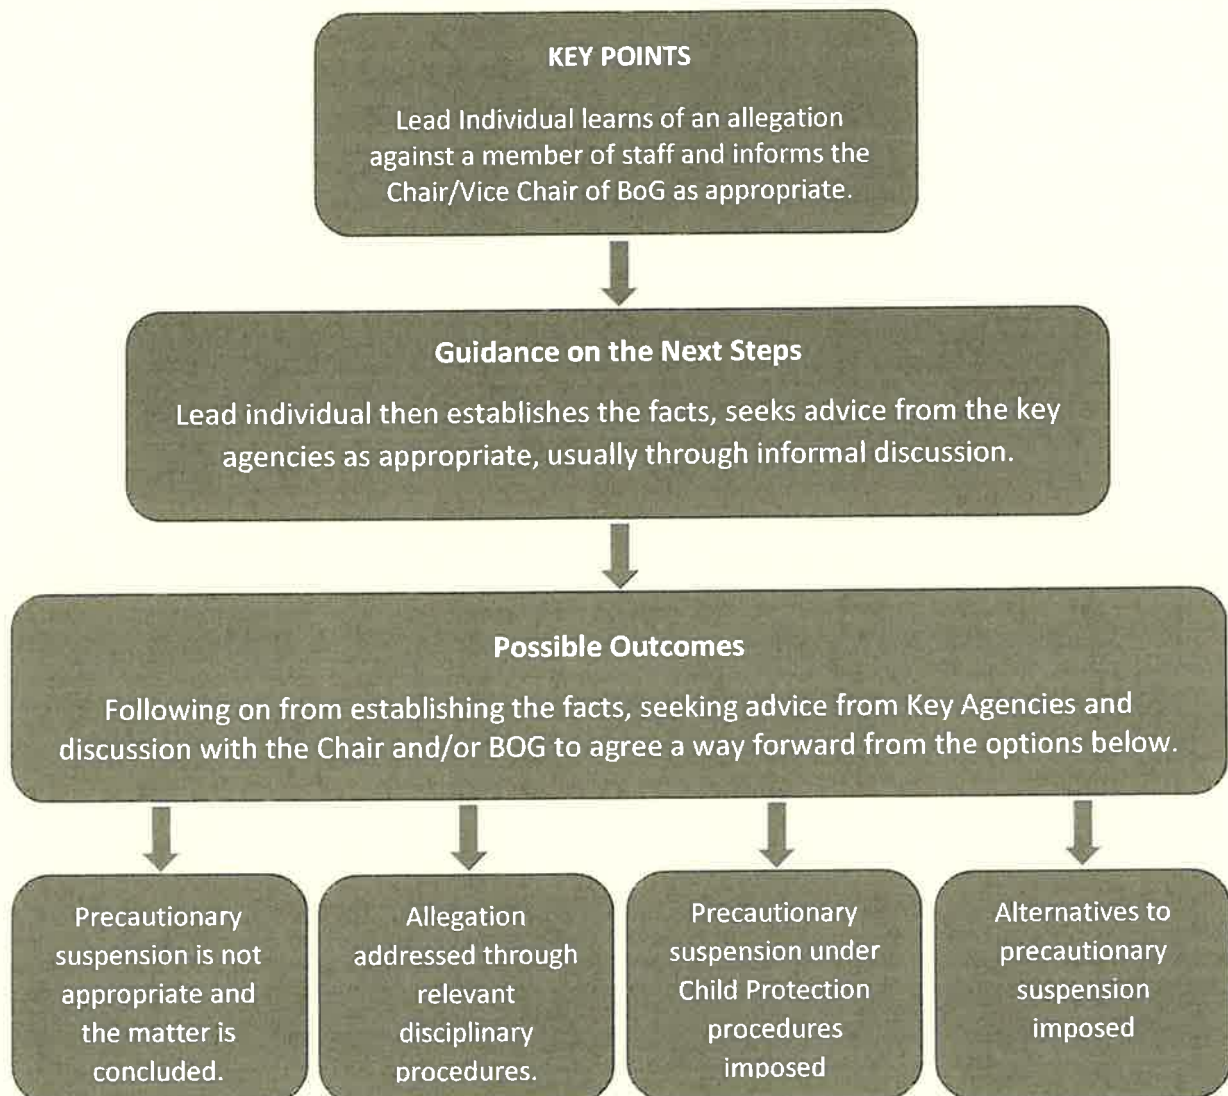 KEY POINTS
Lead Individual learns of an allegation
against a member of staff and informs the
Chair/Vice Chair of BoG as appropriate.
Guidance on the Next Steps
Lead individual then establishes the facts, seeks advice from the key
agencies as appropriate, usually through informal discussion.
Possible Outcomes
Following on from establishing the facts, seeking advice from Key Agencies and
discussion with the Chair and/or BOG to agree a way forward from the options below.
Precautionary
suspension is not
appropriate and
the matter is
concluded.
Allegation
addressed through
relevant
disciplinary
procedures.
Precautionary
suspension under
Child Protection
procedures
imposed
Alternatives to
precautionary
suspension
imposed